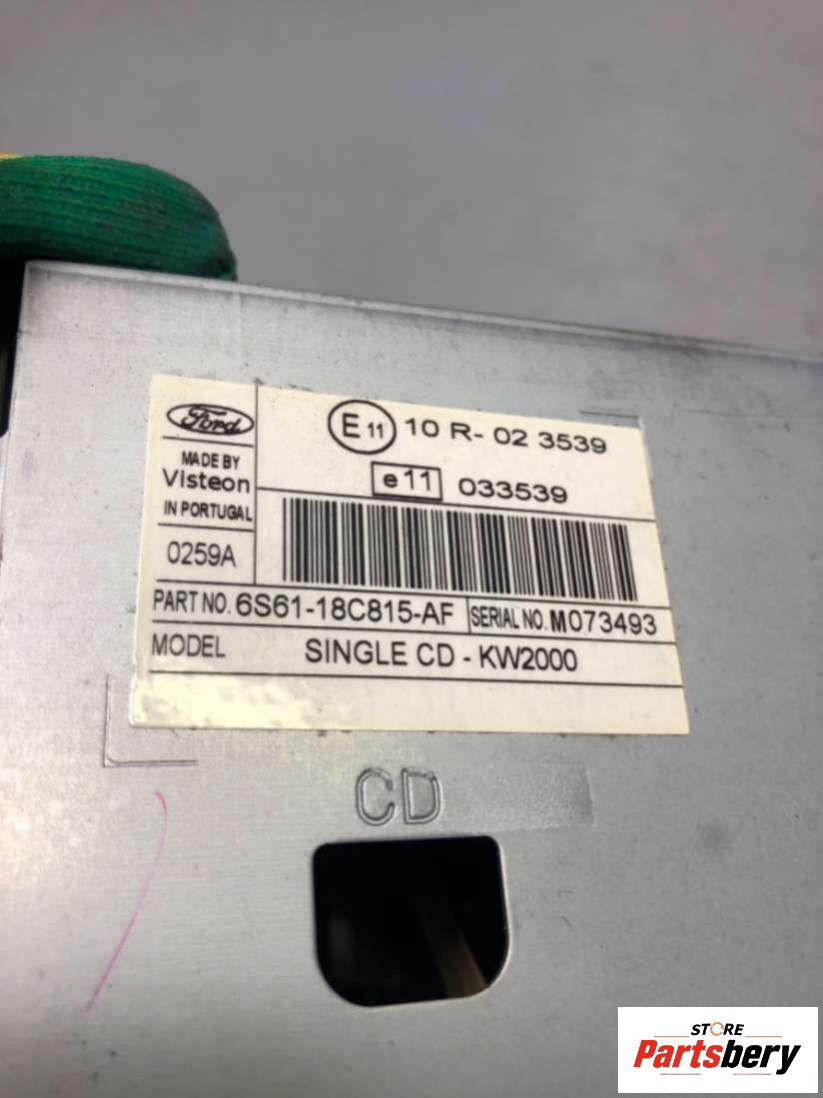 Ford
E 11 10 R- 02 3539
MADE BY
Visteon
IN PORTUGAL
e11 033539
0259A
PART NO. 6S61-18C815-AF SERIAL NO. M073493
MODEL SINGLE CD - KW2000
CD
STORE
Partsbery